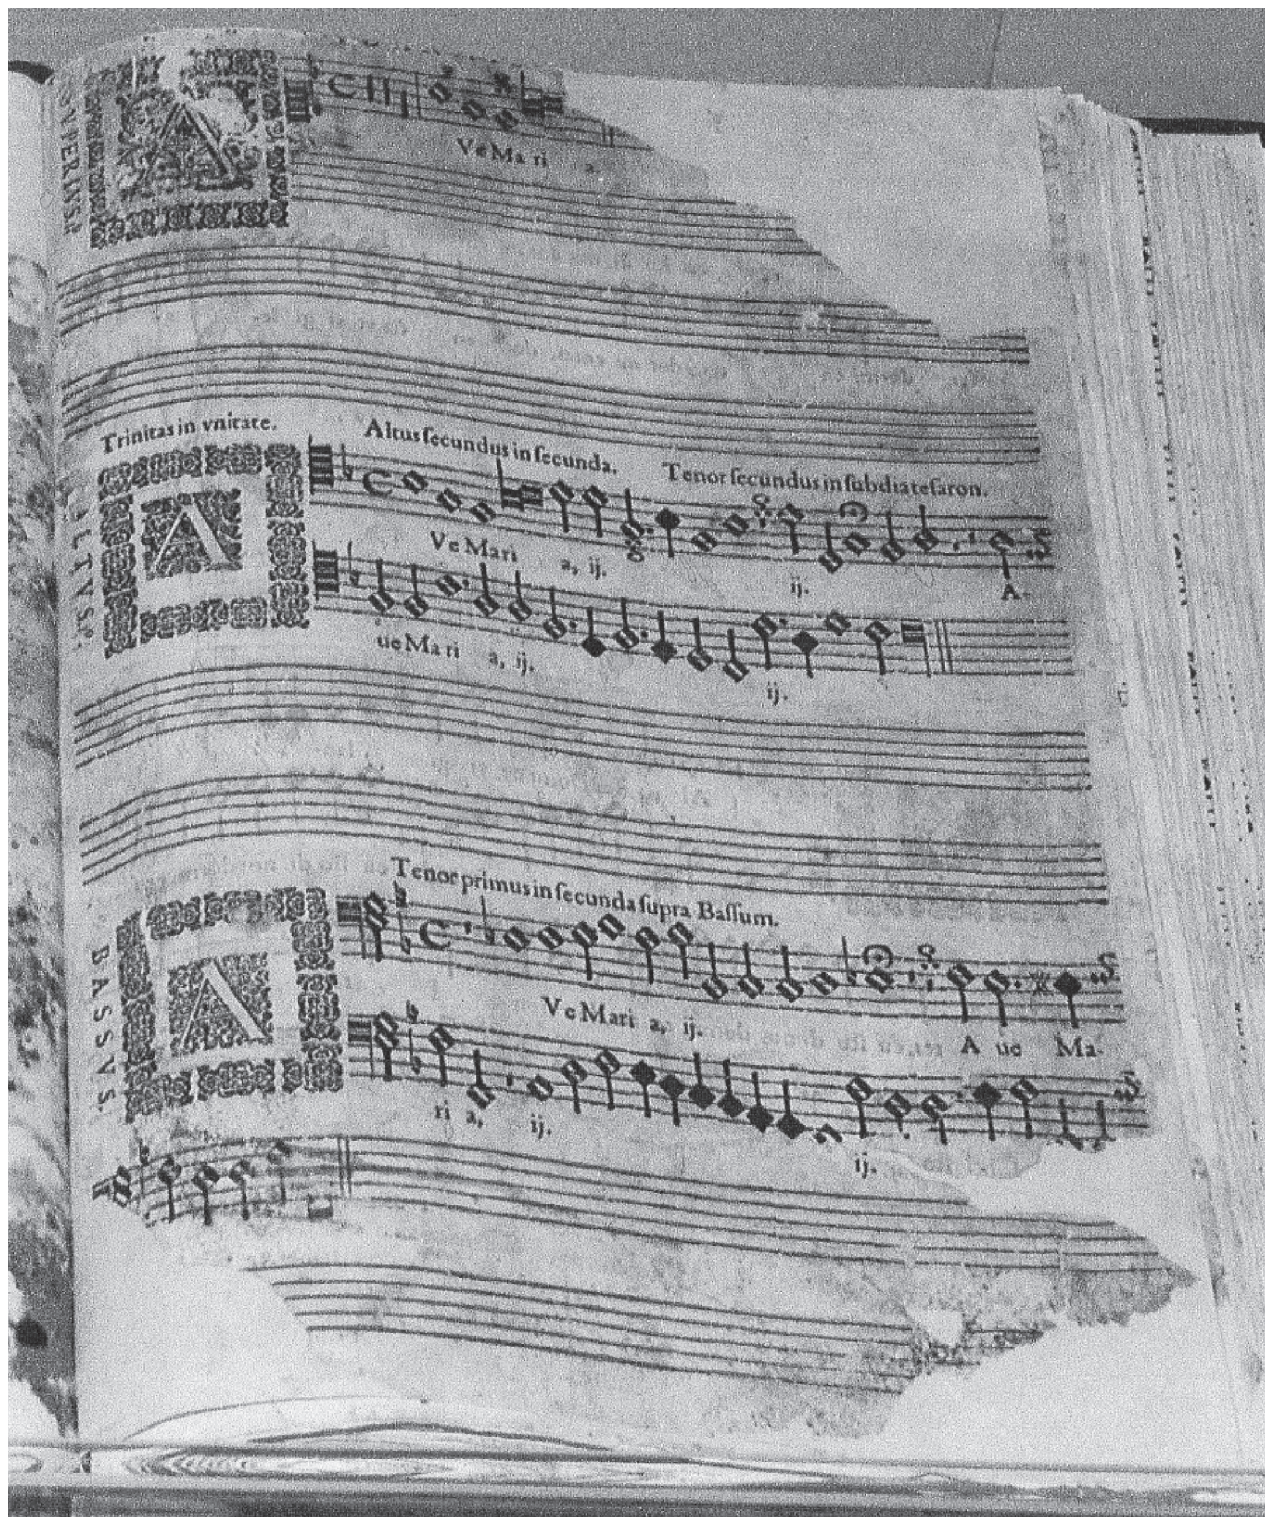 A
Ve Ma ri a.
Trinitas in vnitate.
Altus secundus in secunda. Tenor secundus in subdiatesaron.
A
ALTVS.
Ve Mari a, ij. ij. A-
ue Ma ri a, ij. ij.
Tenor primus in secunda supra Bassum.
A
BASSVS.
Ve Mari a, ij. A ue Ma-
ri a, ij. ij.